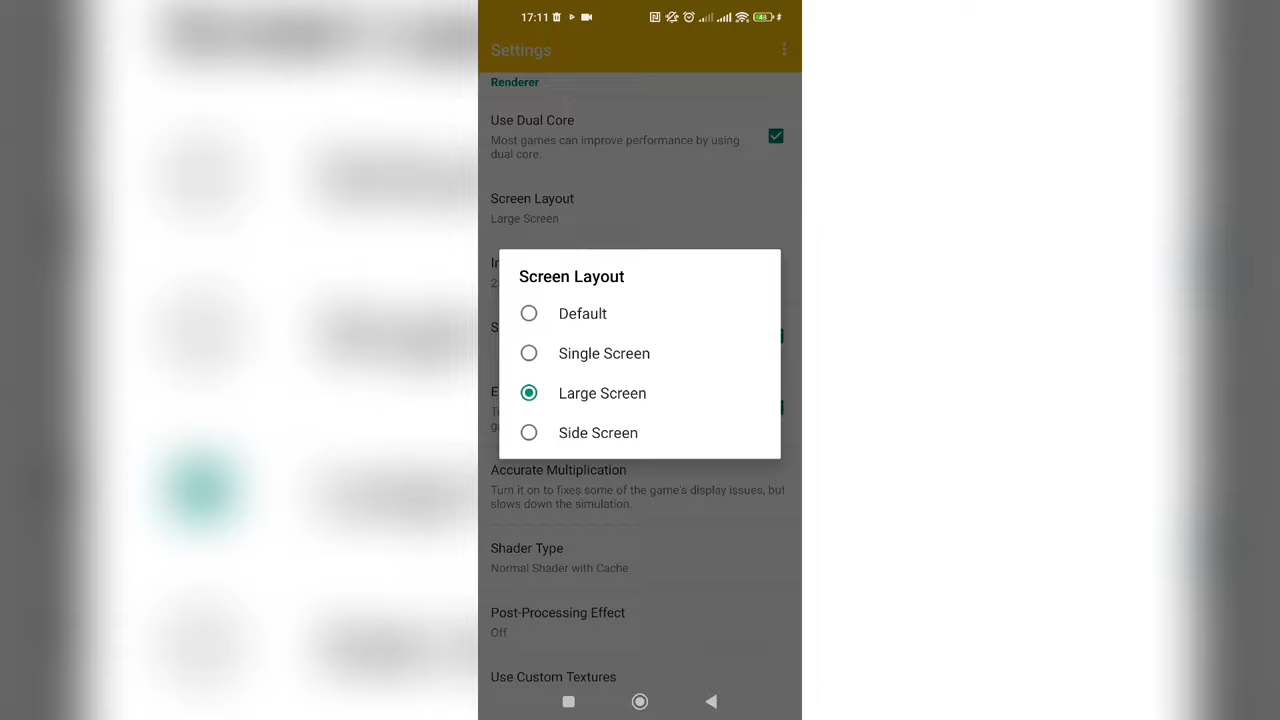 17:11
48
Settings
Renderer
Use Dual Core
Most games can improve performance by using
dual core.
Screen Layout
Large Screen
Screen Layout
Default
Single Screen
Large Screen
Side Screen
Accurate Multiplication
Turn it on to fixes some of the game's display issues, but
slows down the simulation.
Shader Type
Normal Shader with Cache
Post-Processing Effect
Off
Use Custom Textures